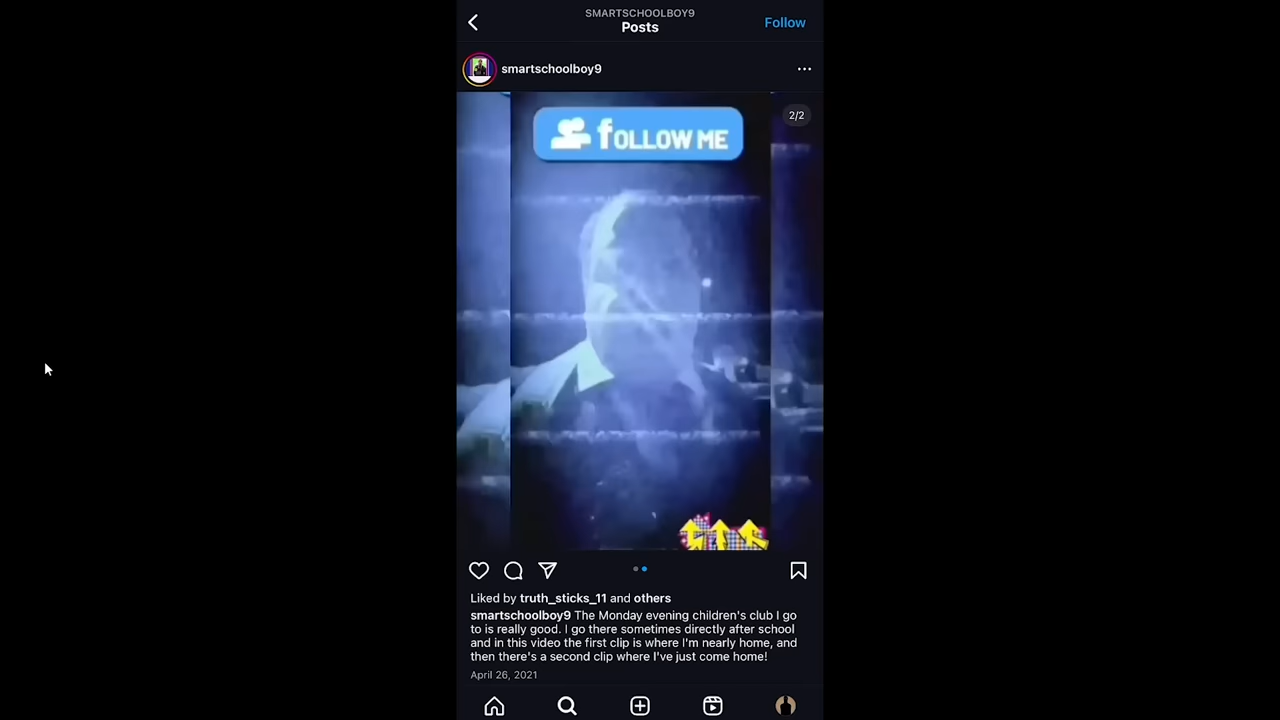 SMARTSCHOOLBOY9
Posts
Follow
smartschoolboy9
2/2
fOLLOW ME
Liked by truth_sticks_11 and others
smartschoolboy9 The Monday evening children's club I go
to is really good. I go there sometimes directly after school
and in this video the first clip is where I'm nearly home, and
then there's a second clip where I've just come home!
April 26, 2021